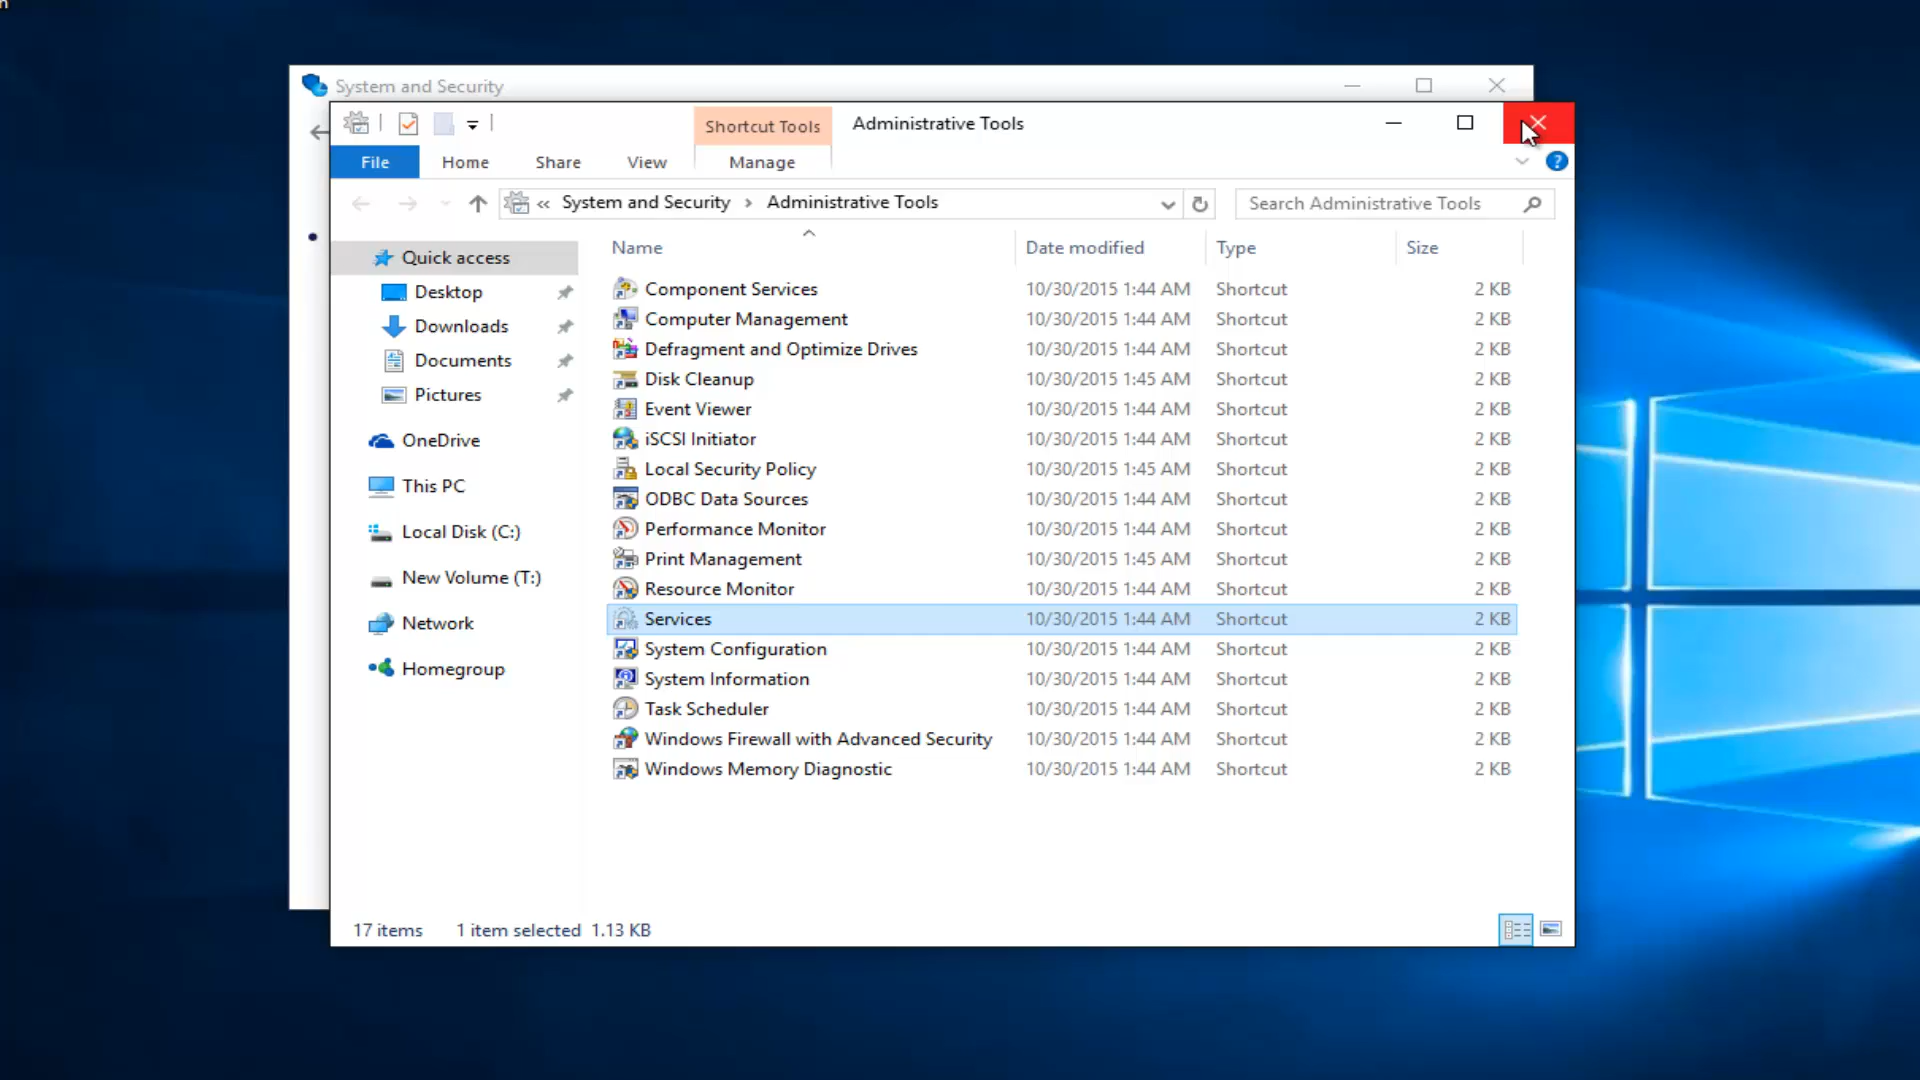 n
System and Security
Shortcut Tools Administrative Tools
File Home Share View Manage
« System and Security › Administrative Tools Search Administrative Tools
Name Date modified Type Size
Quick access
Desktop
Downloads
Documents
Pictures
OneDrive
This PC
Local Disk (C:)
New Volume (T:)
Network
Homegroup
Component Services 10/30/2015 1:44 AM Shortcut 2 KB
Computer Management 10/30/2015 1:44 AM Shortcut 2 KB
Defragment and Optimize Drives 10/30/2015 1:44 AM Shortcut 2 KB
Disk Cleanup 10/30/2015 1:45 AM Shortcut 2 KB
Event Viewer 10/30/2015 1:44 AM Shortcut 2 KB
iSCSI Initiator 10/30/2015 1:44 AM Shortcut 2 KB
Local Security Policy 10/30/2015 1:45 AM Shortcut 2 KB
ODBC Data Sources 10/30/2015 1:44 AM Shortcut 2 KB
Performance Monitor 10/30/2015 1:44 AM Shortcut 2 KB
Print Management 10/30/2015 1:45 AM Shortcut 2 KB
Resource Monitor 10/30/2015 1:44 AM Shortcut 2 KB
Services 10/30/2015 1:44 AM Shortcut 2 KB
System Configuration 10/30/2015 1:44 AM Shortcut 2 KB
System Information 10/30/2015 1:44 AM Shortcut 2 KB
Task Scheduler 10/30/2015 1:44 AM Shortcut 2 KB
Windows Firewall with Advanced Security 10/30/2015 1:44 AM Shortcut 2 KB
Windows Memory Diagnostic 10/30/2015 1:44 AM Shortcut 2 KB
17 items 1 item selected 1.13 KB